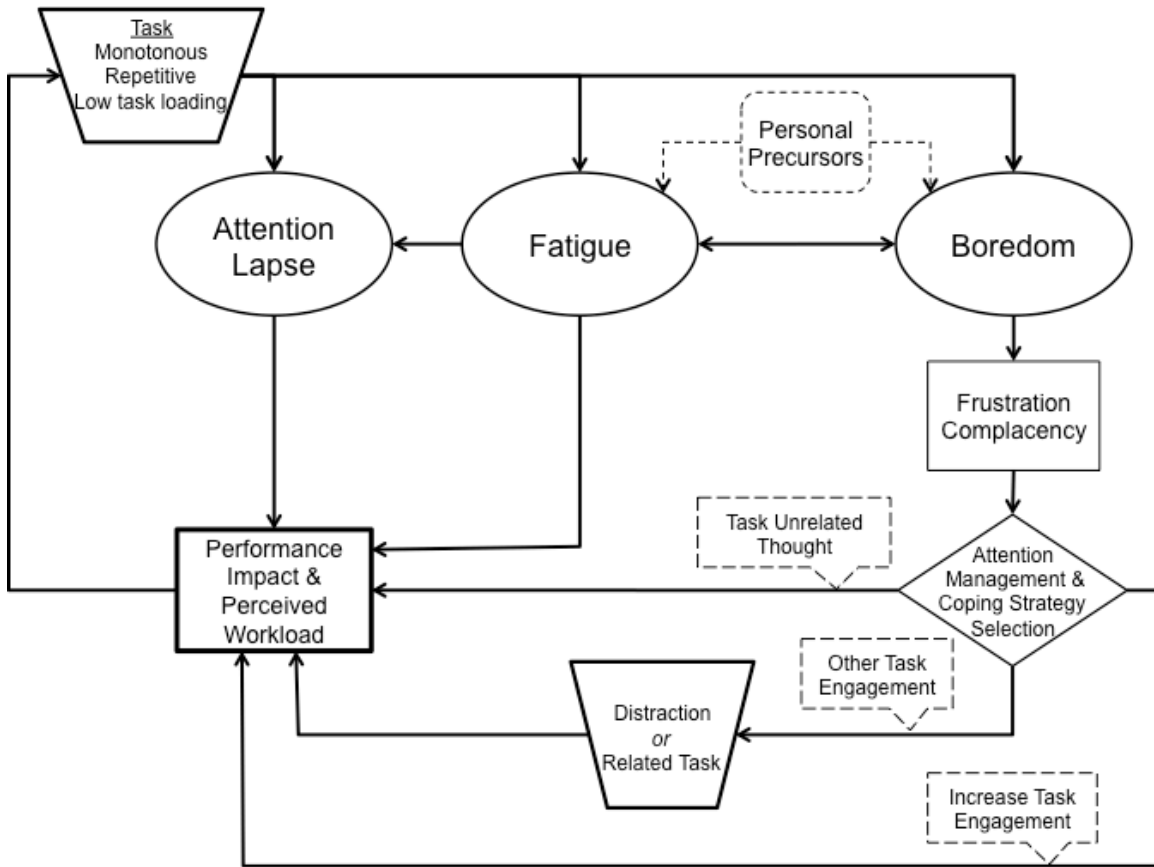 Task
Monotonous
Repetitive
Low task loading
Personal
Precursors
Attention
Lapse
Fatigue
Boredom
Frustration
Complacency
Task Unrelated
Thought
Attention
Management &
Coping Strategy
Selection
Performance
Impact &
Perceived
Workload
Other Task
Engagement
Distraction
or
Related Task
Increase Task
Engagement